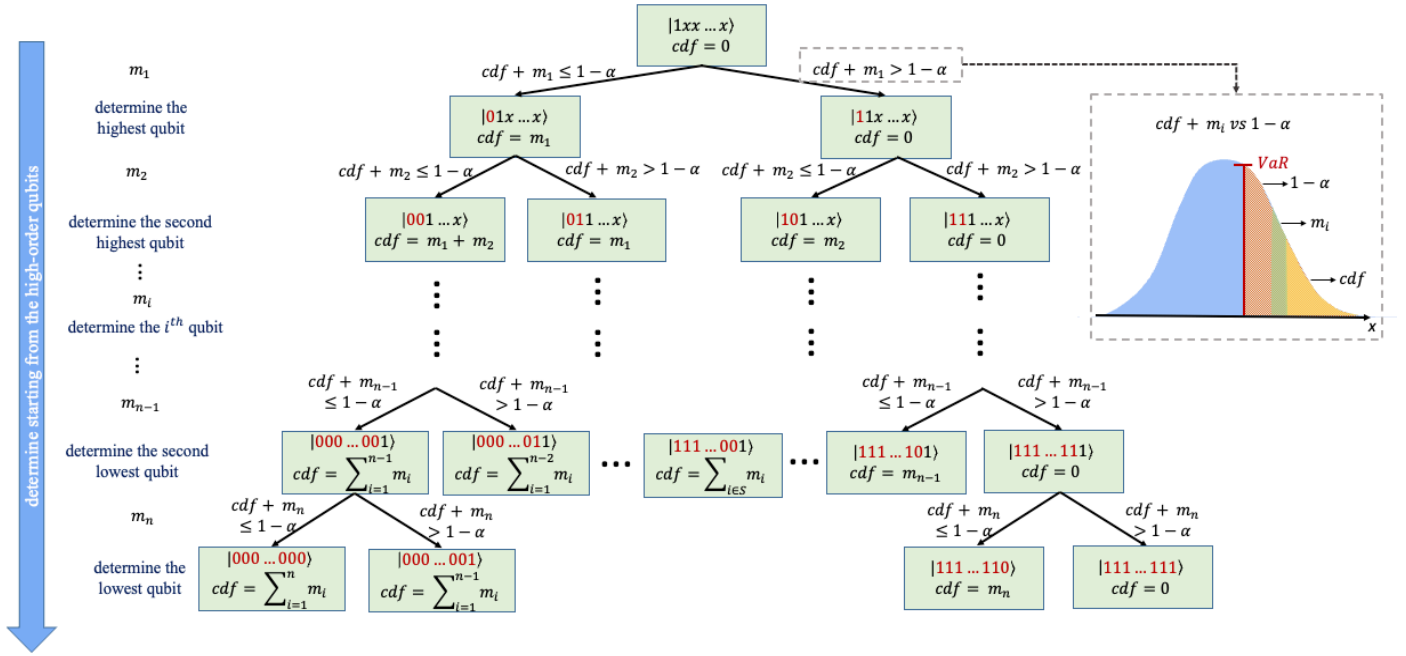 determine starting from the high-order qubits
|1xx …x⟩
cdf = 0
m₁
cdf + m₁ ≤ 1 − α
cdf + m₁ > 1 − α
determine the
highest qubit
|01x …x⟩
cdf = m₁
|11x …x⟩
cdf = 0
m₂
cdf + m₂ ≤ 1 − α
cdf + m₂ > 1 − α
cdf + m₂ ≤ 1 − α
cdf + m₂ > 1 − α
determine the second
highest qubit
|001 …x⟩
cdf = m₁ + m₂
|011 …x⟩
cdf = m₁
|101 …x⟩
cdf = m₂
|111 …x⟩
cdf = 0
⋮
mᵢ
determine the iᵗʰ qubit
⋮
cdf + mᵢ vs 1 − α
VaR
1 − α
mᵢ
cdf
x
mₙ₋₁
cdf + mₙ₋₁
≤ 1 − α
cdf + mₙ₋₁
> 1 − α
cdf + mₙ₋₁
≤ 1 − α
cdf + mₙ₋₁
> 1 − α
determine the second
lowest qubit
|000 …001⟩
cdf = ∑ᵢ₌₁ⁿ⁻¹ mᵢ
|000 …011⟩
cdf = ∑ᵢ₌₁ⁿ⁻² mᵢ
…
|111 …001⟩
cdf = ∑_{i∈S} mᵢ
…
|111 …101⟩
cdf = mₙ₋₁
|111 …111⟩
cdf = 0
mₙ
cdf + mₙ
≤ 1 − α
cdf + mₙ
> 1 − α
cdf + mₙ
≤ 1 − α
cdf + mₙ
> 1 − α
determine the
lowest qubit
|000 …000⟩
cdf = ∑ᵢ₌₁ⁿ mᵢ
|000 …001⟩
cdf = ∑ᵢ₌₁ⁿ⁻¹ mᵢ
|111 …110⟩
cdf = mₙ
|111 …111⟩
cdf = 0